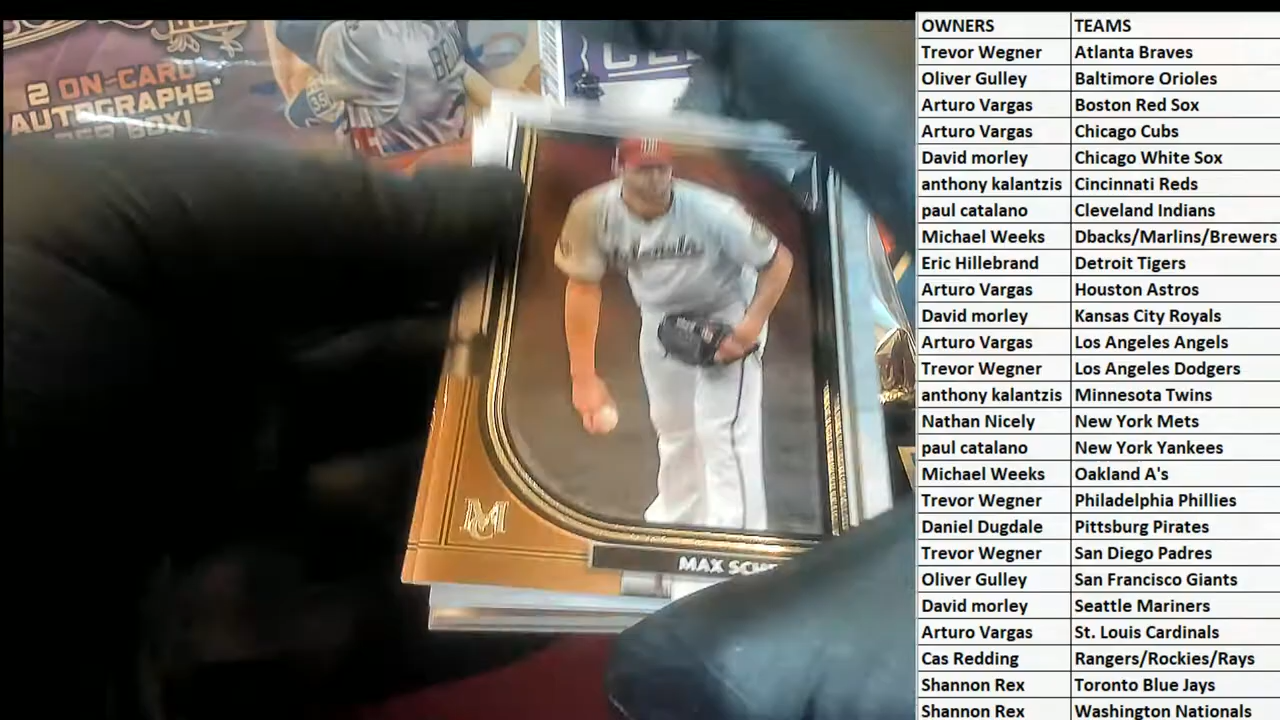 2 ON-CARD
AUTOGRAPHS*
PER BOX!
MAX SCHE
OWNERS TEAMS
Trevor Wegner Atlanta Braves
Oliver Gulley Baltimore Orioles
Arturo Vargas Boston Red Sox
Arturo Vargas Chicago Cubs
David morley Chicago White Sox
anthony kalantzis Cincinnati Reds
paul catalano Cleveland Indians
Michael Weeks Dbacks/Marlins/Brewers
Eric Hillebrand Detroit Tigers
Arturo Vargas Houston Astros
David morley Kansas City Royals
Arturo Vargas Los Angeles Angels
Trevor Wegner Los Angeles Dodgers
anthony kalantzis Minnesota Twins
Nathan Nicely New York Mets
paul catalano New York Yankees
Michael Weeks Oakland A's
Trevor Wegner Philadelphia Phillies
Daniel Dugdale Pittsburg Pirates
Trevor Wegner San Diego Padres
Oliver Gulley San Francisco Giants
David morley Seattle Mariners
Arturo Vargas St. Louis Cardinals
Cas Redding Rangers/Rockies/Rays
Shannon Rex Toronto Blue Jays
Shannon Rex Washington Nationals